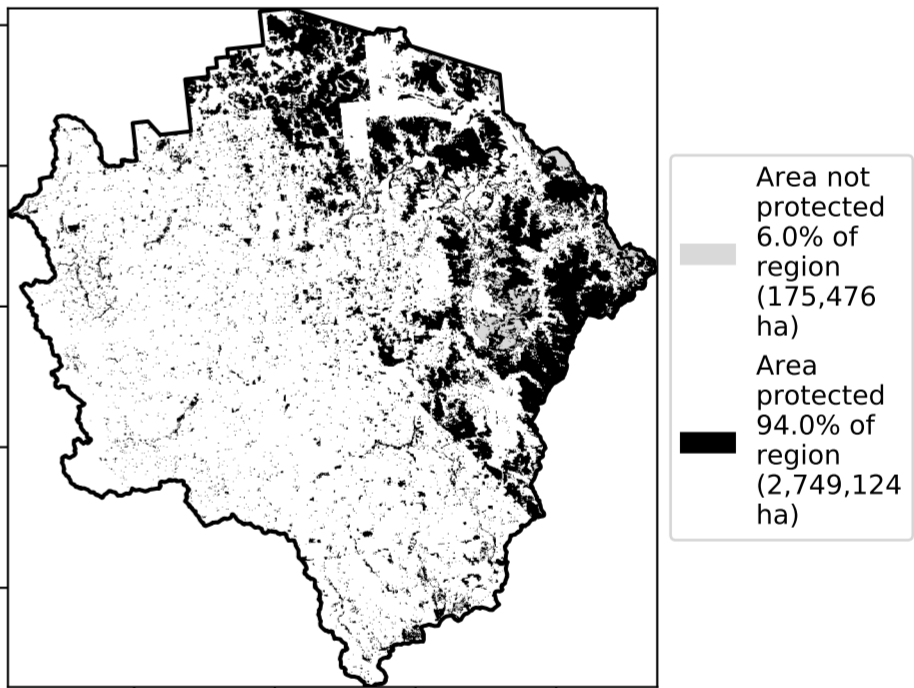 Area not
protected
6.0% of
region
(175,476
ha)
Area
protected
94.0% of
region
(2,749,124
ha)